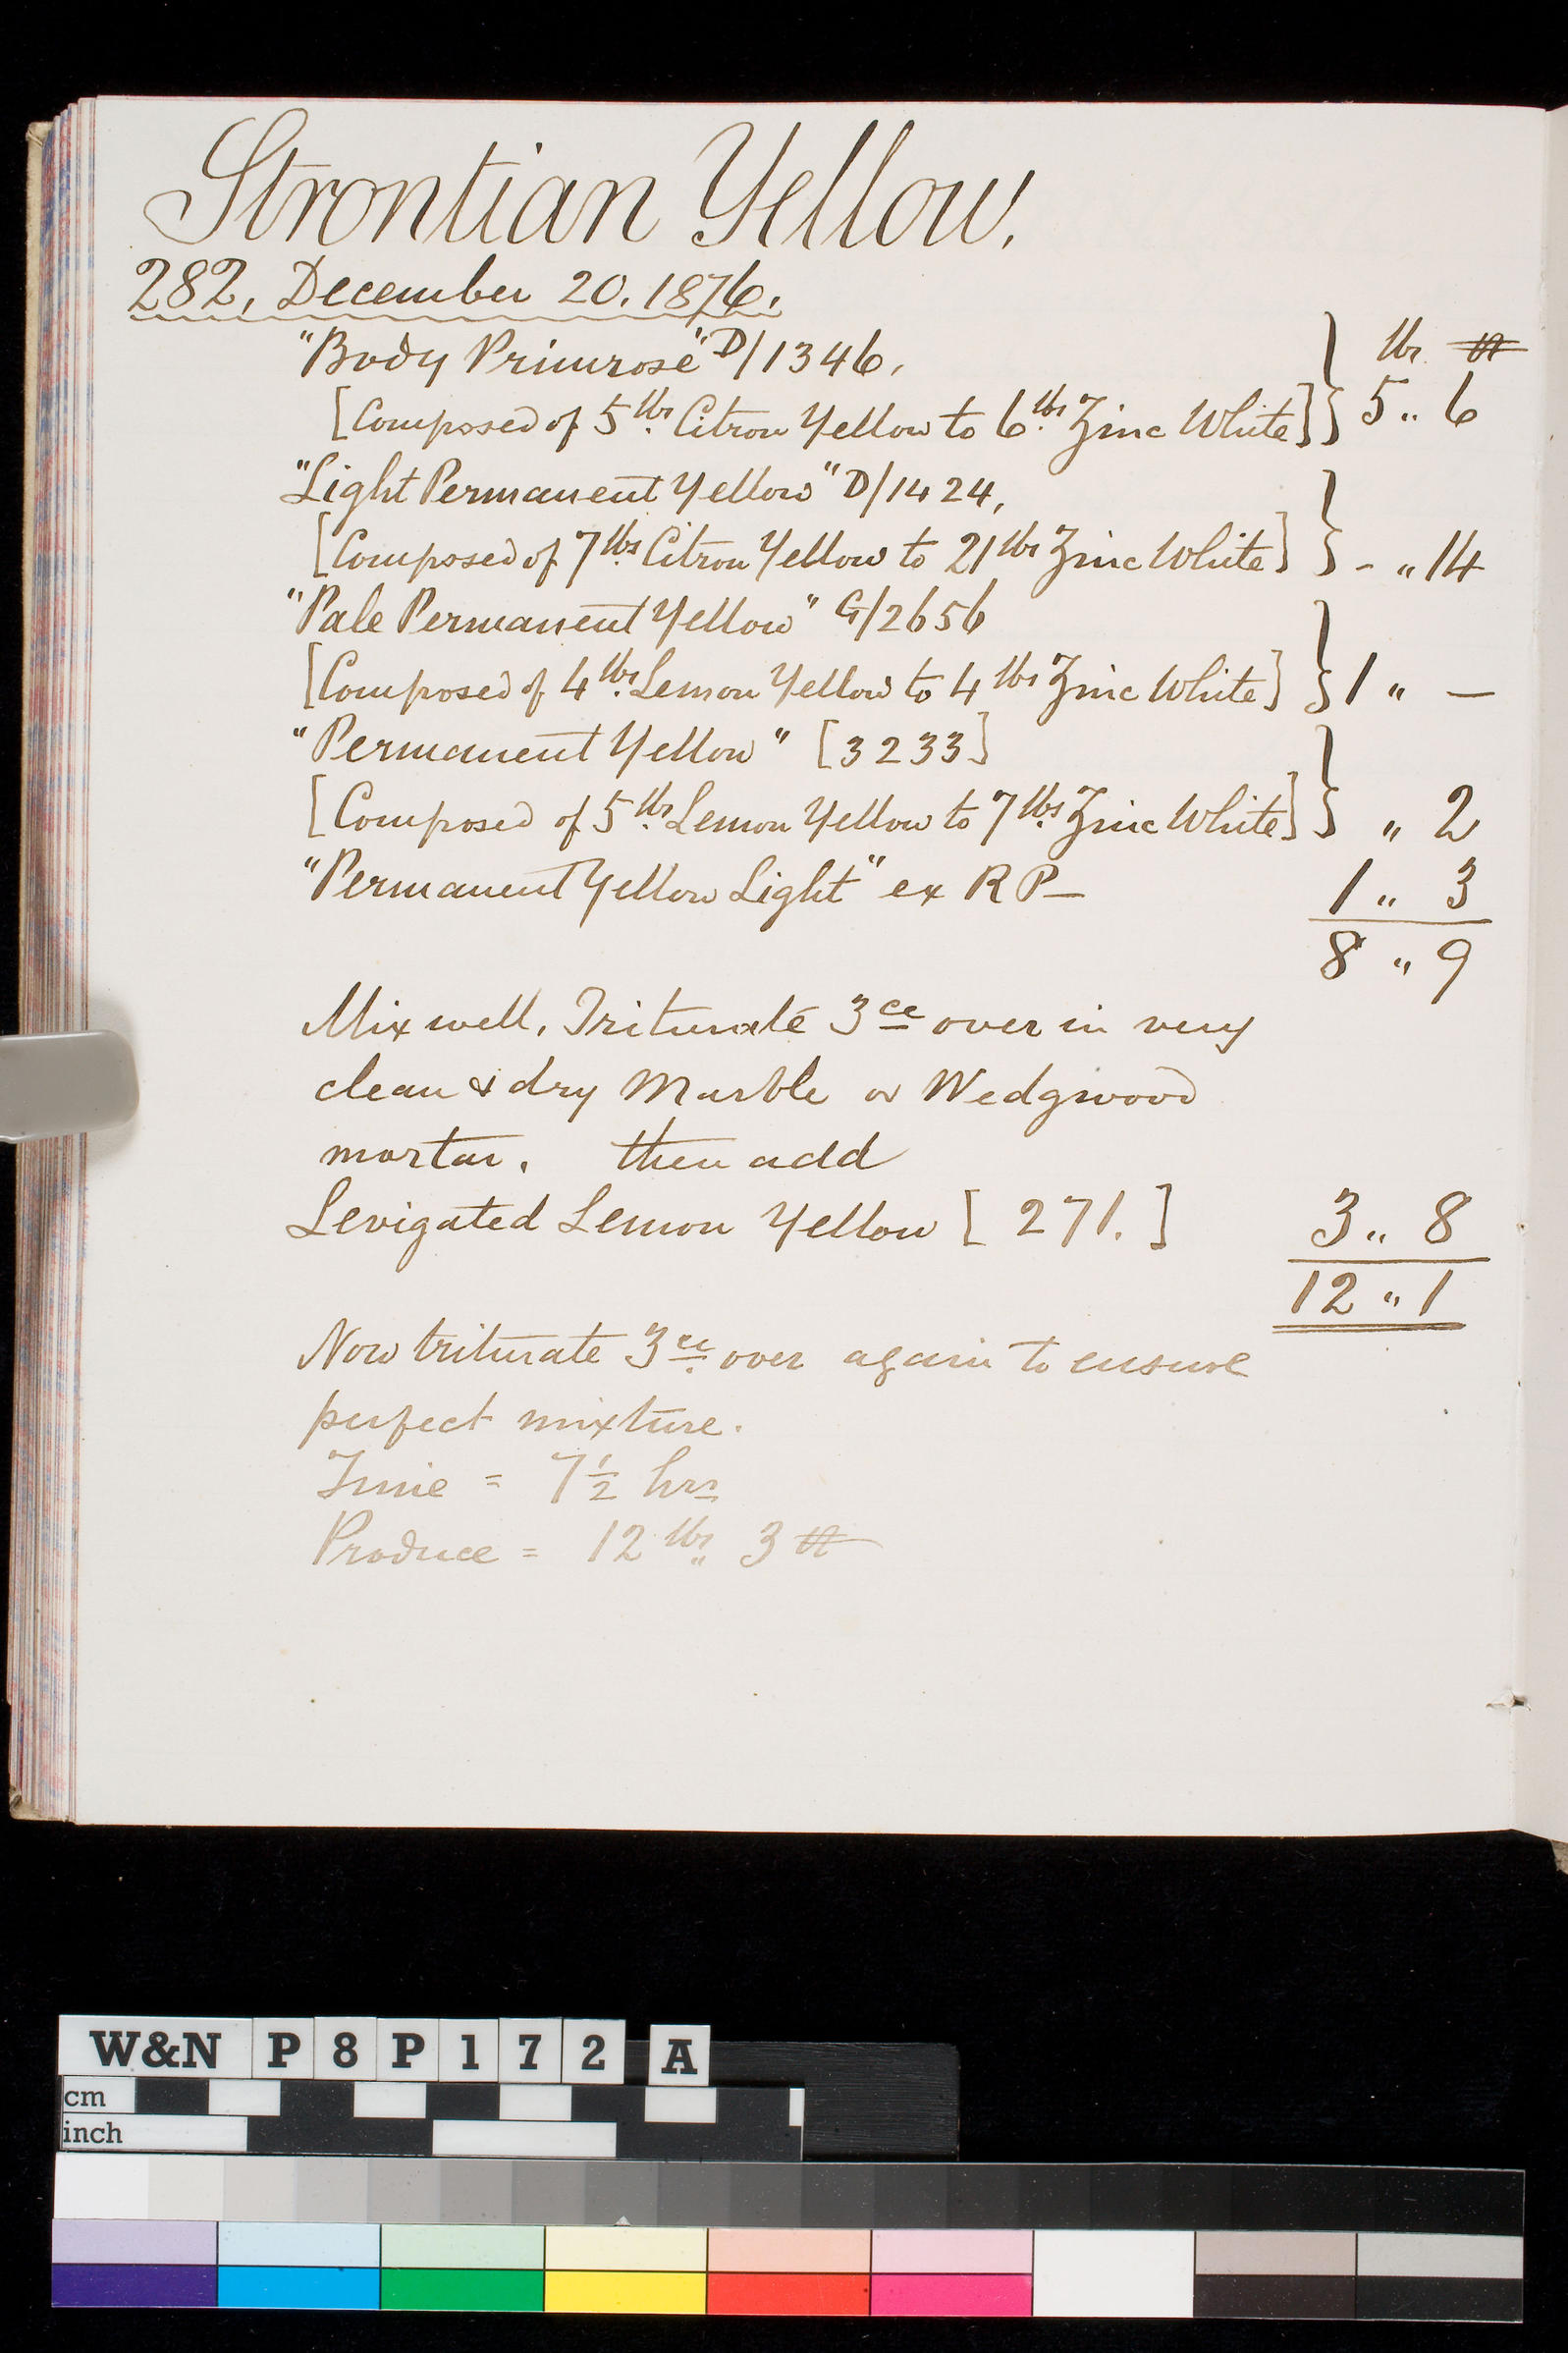 Strontian Yellow.
282. December 20. 1876.
"Body Primrose" D/1346.
lbs ℔
[Composed of 5 lbs Citron Yellow to 6 lbs Zinc White] } 5 " 6
"Light Permanent Yellow" D/1424,
[Composed of 7 lbs Citron Yellow to 21 lbs Zinc White] } - " 14
"Pale Permanent Yellow" G/2656
[Composed of 4 lbs Lemon Yellow to 4 lbs Zinc White] } 1 " —
"Permanent Yellow" [3233]
[Composed of 5 lbs Lemon Yellow to 7 lbs Zinc White] } " 2
"Permanent Yellow Light" ex R P— 1 " 3
8 " 9
Mix well. Triturate 3ce over in very
clean & dry Marble or Wedgwood
mortar. then add
Levigated Lemon Yellow [271.] 3 " 8
12 " 1
Now triturate 3ce over again to ensure
perfect mixture.
Time = 7 1/2 hrs
Produce = 12 lbs 3 ℔
W&N P8P172 A
cm
inch